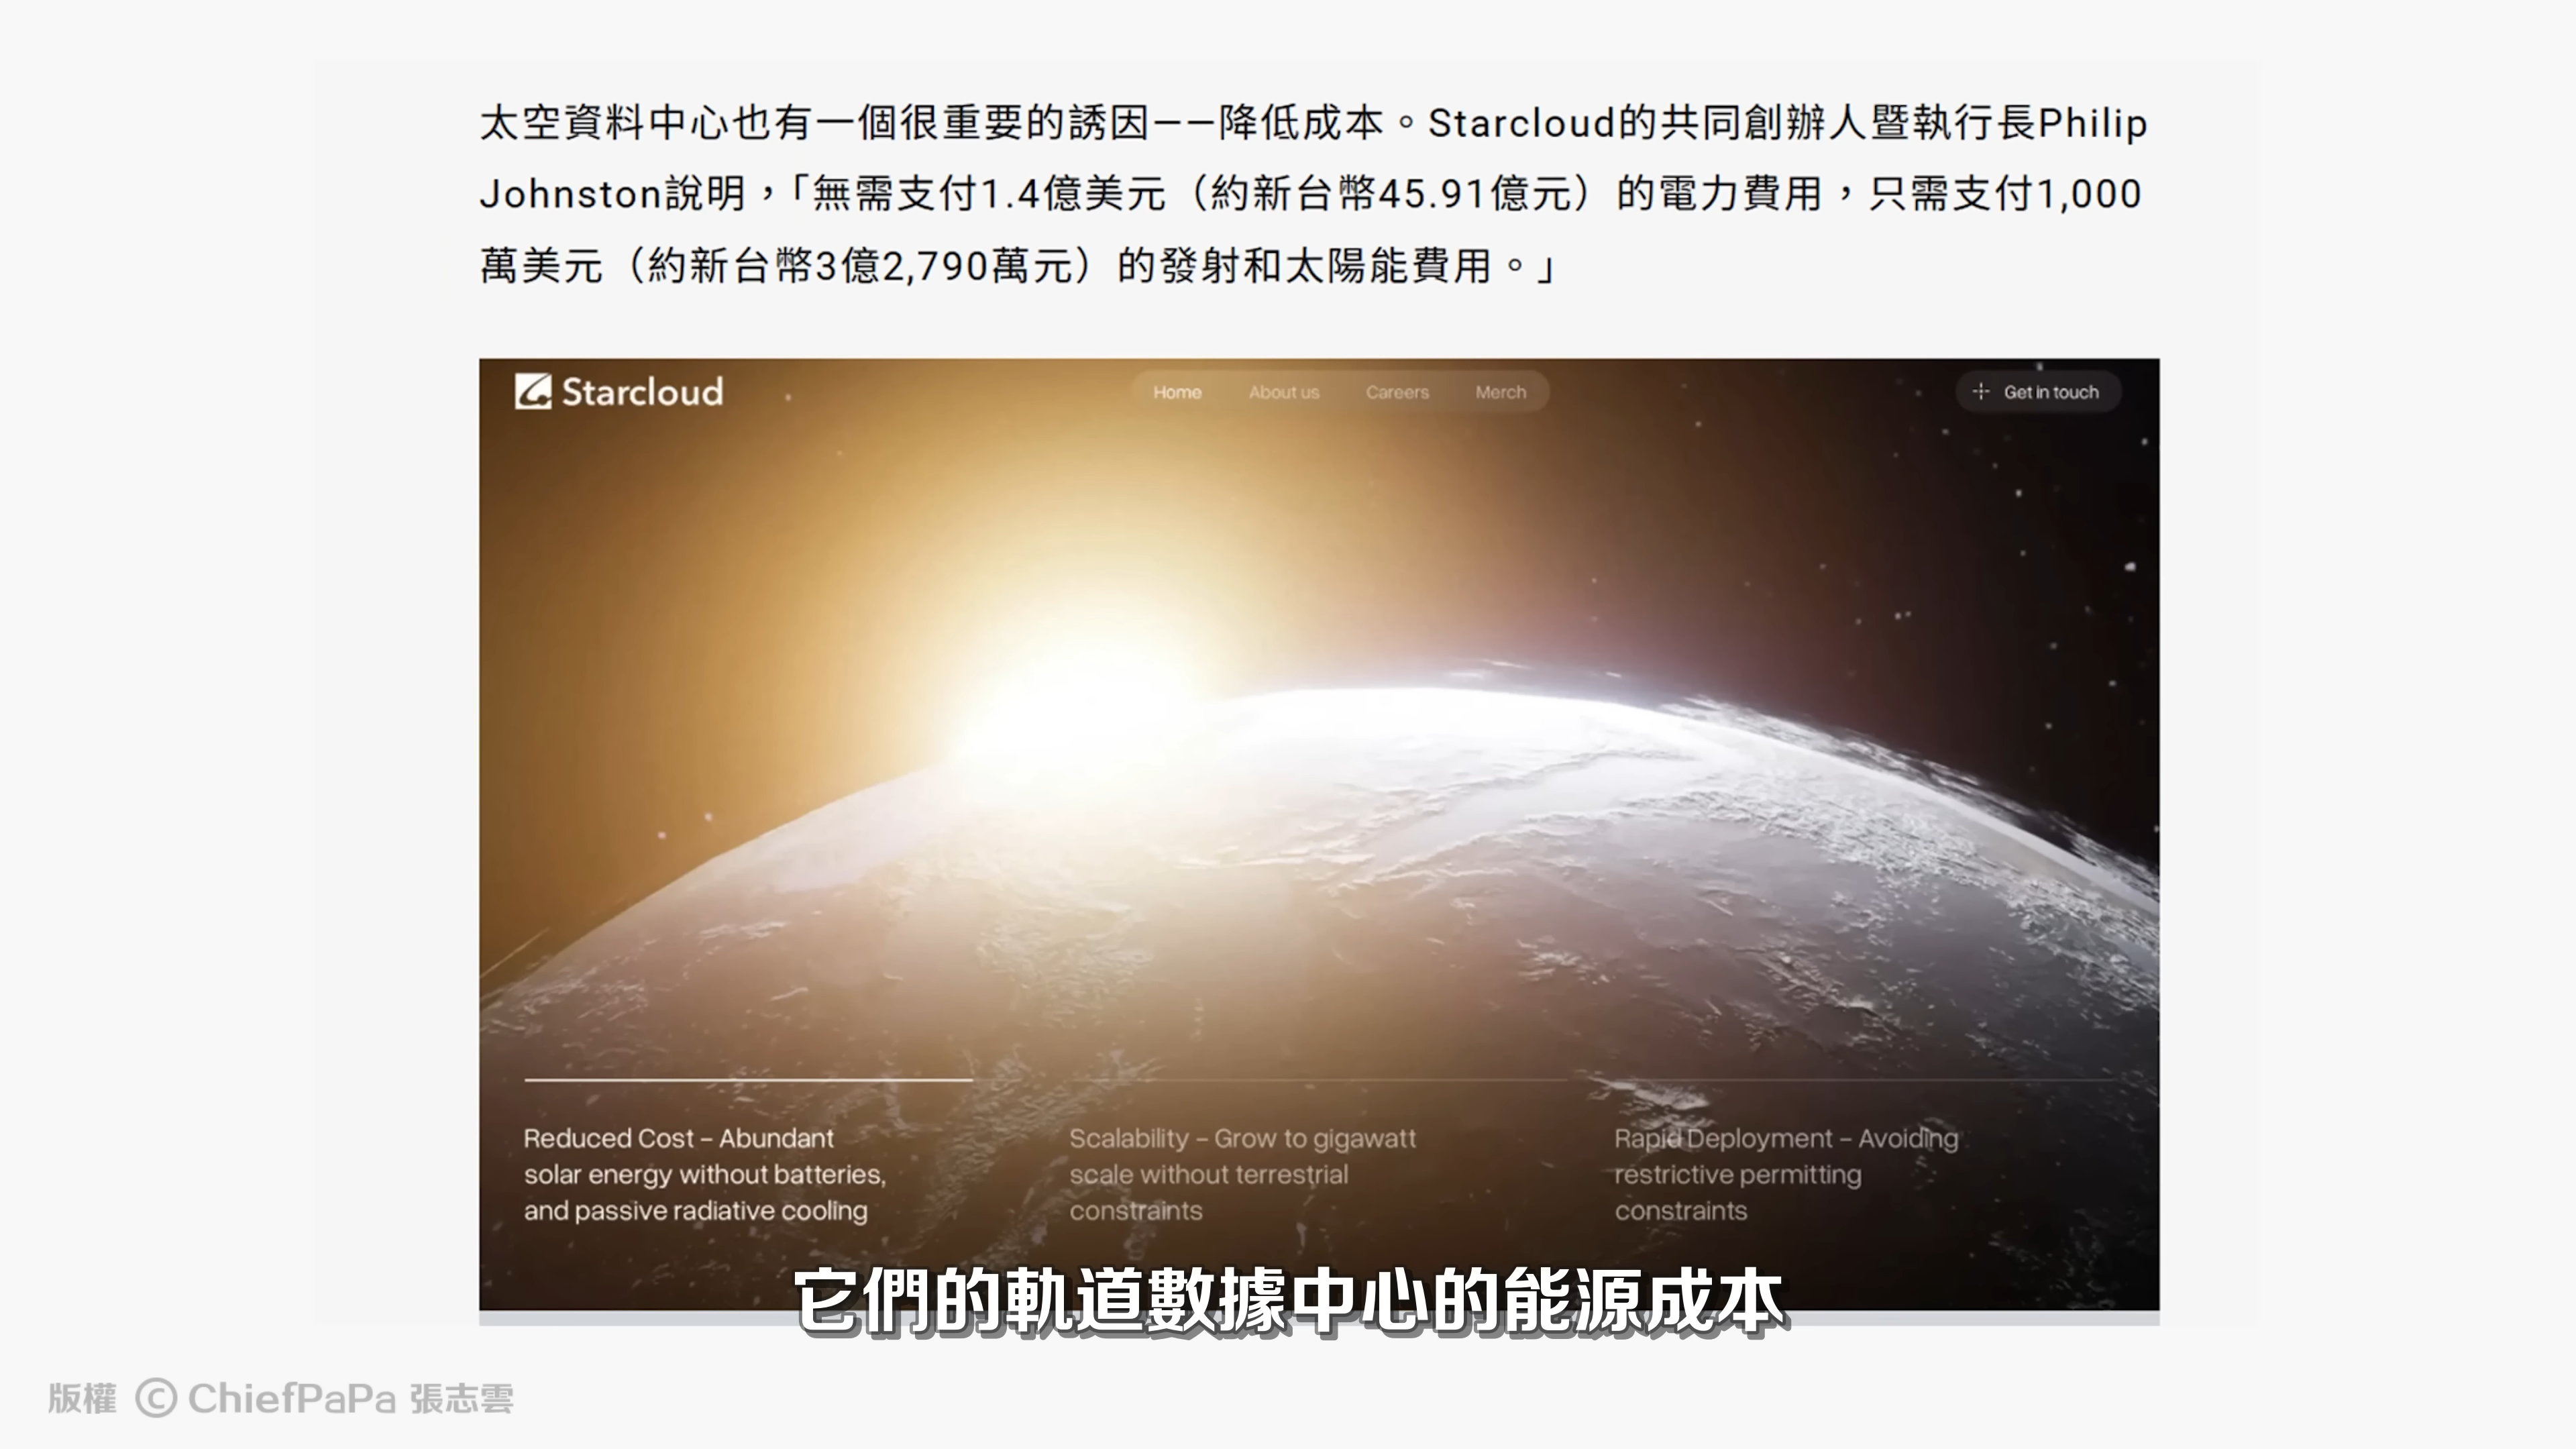 太空資料中心也有一個很重要的誘因——降低成本。Starcloud的共同創辦人暨執行長Philip
Johnston說明，「無需支付1.4億美元（約新台幣45.91億元）的電力費用，只需支付1,000
萬美元（約新台幣3億2,790萬元）的發射和太陽能費用。」
Starcloud
Home
About us
Careers
Merch
Get in touch
Reduced Cost – Abundant
solar energy without batteries,
and passive radiative cooling
Scalability – Grow to gigawatt
scale without terrestrial
constraints
Rapid Deployment – Avoiding
restrictive permitting
constraints
它們的軌道數據中心的能源成本
版權 © ChiefPaPa 張志雲